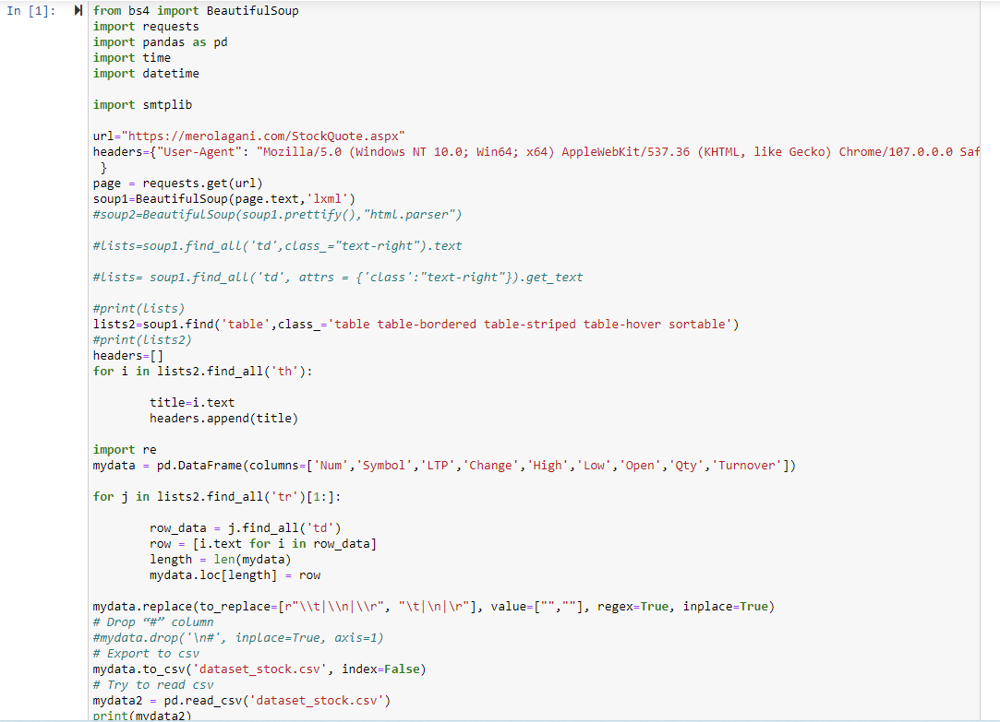 In [1]:
from bs4 import BeautifulSoup
import requests
import pandas as pd
import time
import datetime
import smtplib
url="https://merolagani.com/StockQuote.aspx"
headers={"User-Agent": "Mozilla/5.0 (Windows NT 10.0; Win64; x64) AppleWebKit/537.36 (KHTML, like Gecko) Chrome/107.0.0.0 Saf
}
page = requests.get(url)
soup1=BeautifulSoup(page.text,'lxml')
#soup2=BeautifulSoup(soup1.prettify(),"html.parser")
#lists=soup1.find_all('td',class_="text-right").text
#lists= soup1.find_all('td', attrs = {'class':"text-right"}).get_text
#print(lists)
lists2=soup1.find('table',class_='table table-bordered table-striped table-hover sortable')
#print(lists2)
headers=[]
for i in lists2.find_all('th'):
title=i.text
headers.append(title)
import re
mydata = pd.DataFrame(columns=['Num','Symbol','LTP','Change','High','Low','Open','Qty','Turnover'])
for j in lists2.find_all('tr')[1:]:
row_data = j.find_all('td')
row = [i.text for i in row_data]
length = len(mydata)
mydata.loc[length] = row
mydata.replace(to_replace=[r"\\t|\\n|\\r", "\t|\n|\r"], value=["",""], regex=True, inplace=True)
# Drop “#” column
#mydata.drop('\n#', inplace=True, axis=1)
# Export to csv
mydata.to_csv('dataset_stock.csv', index=False)
# Try to read csv
mydata2 = pd.read_csv('dataset_stock.csv')
print(mydata2)